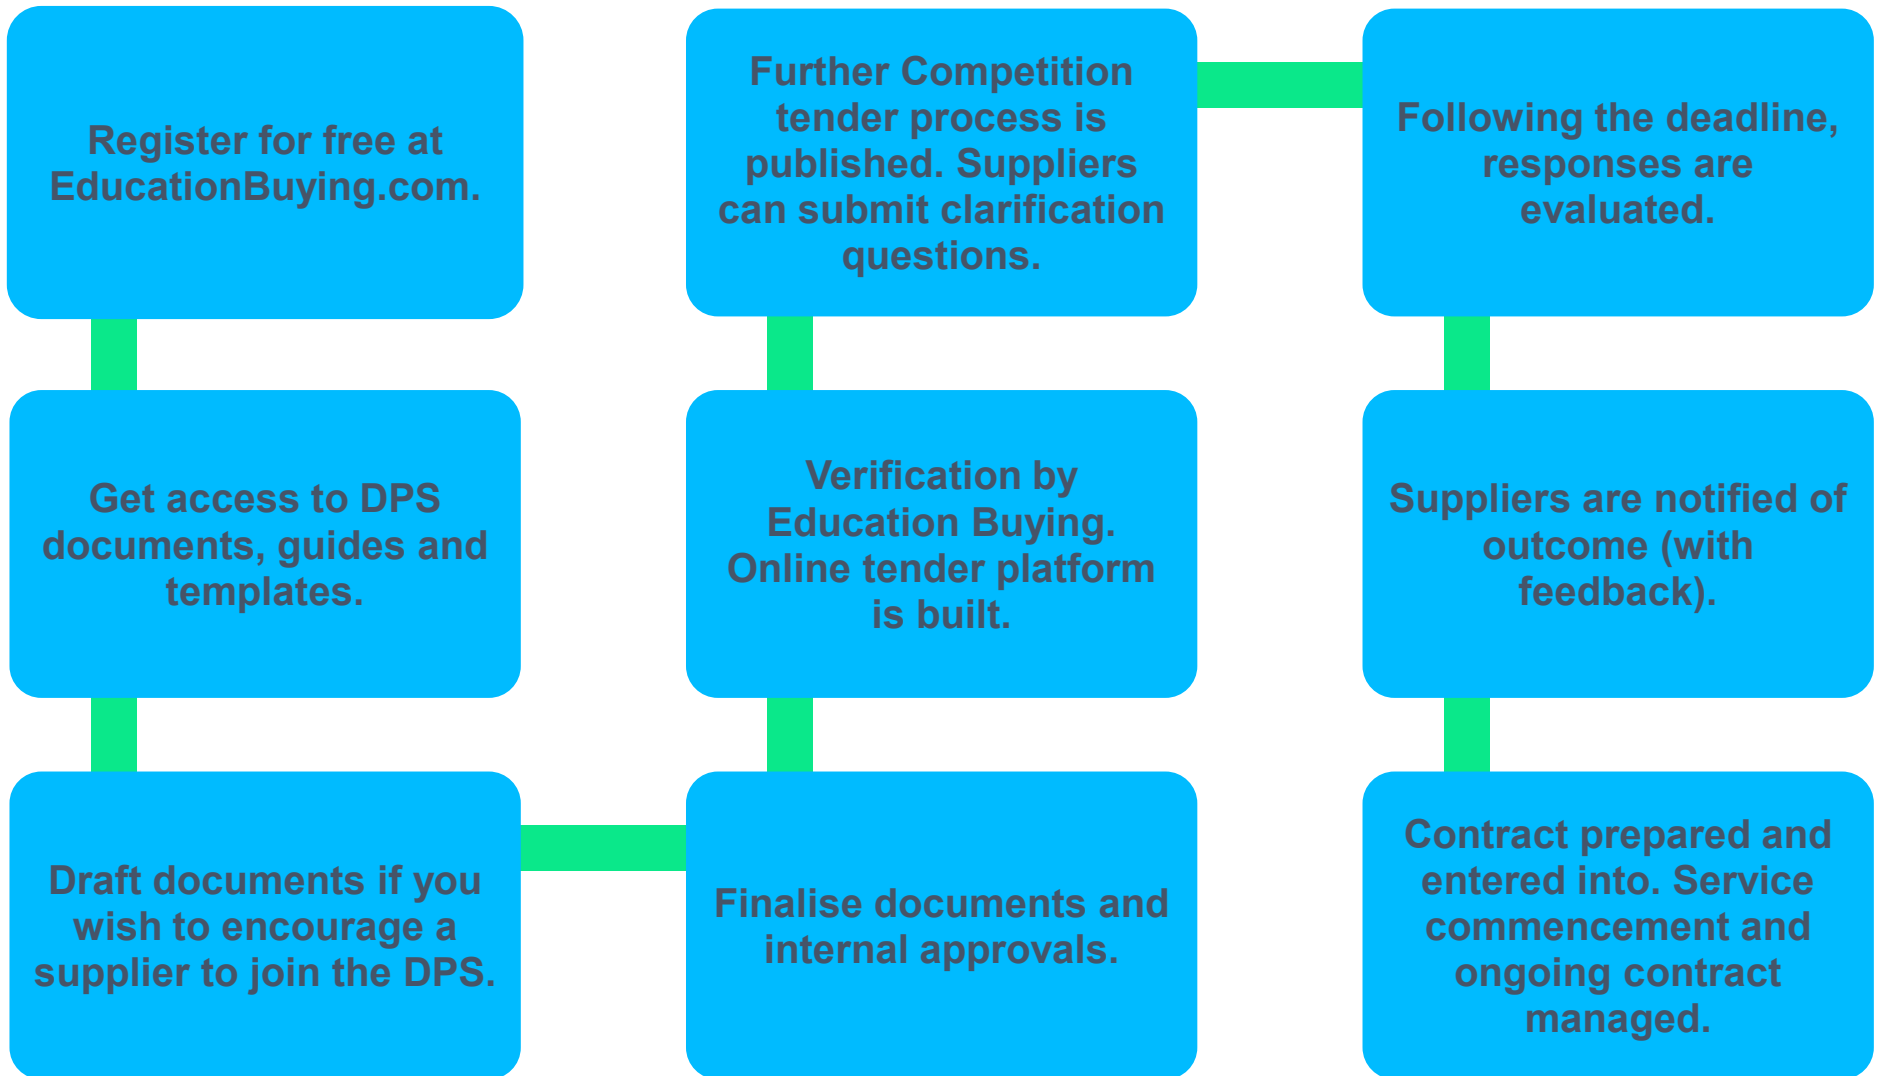 Register for free at
EducationBuying.com.
Get access to DPS
documents, guides and
templates.
Draft documents if you
wish to encourage a
supplier to join the DPS.
Finalise documents and
internal approvals.
Verification by
Education Buying.
Online tender platform
is built.
Further Competition
tender process is
published. Suppliers
can submit clarification
questions.
Following the deadline,
responses are
evaluated.
Suppliers are notified of
outcome (with
feedback).
Contract prepared and
entered into. Service
commencement and
ongoing contract
managed.